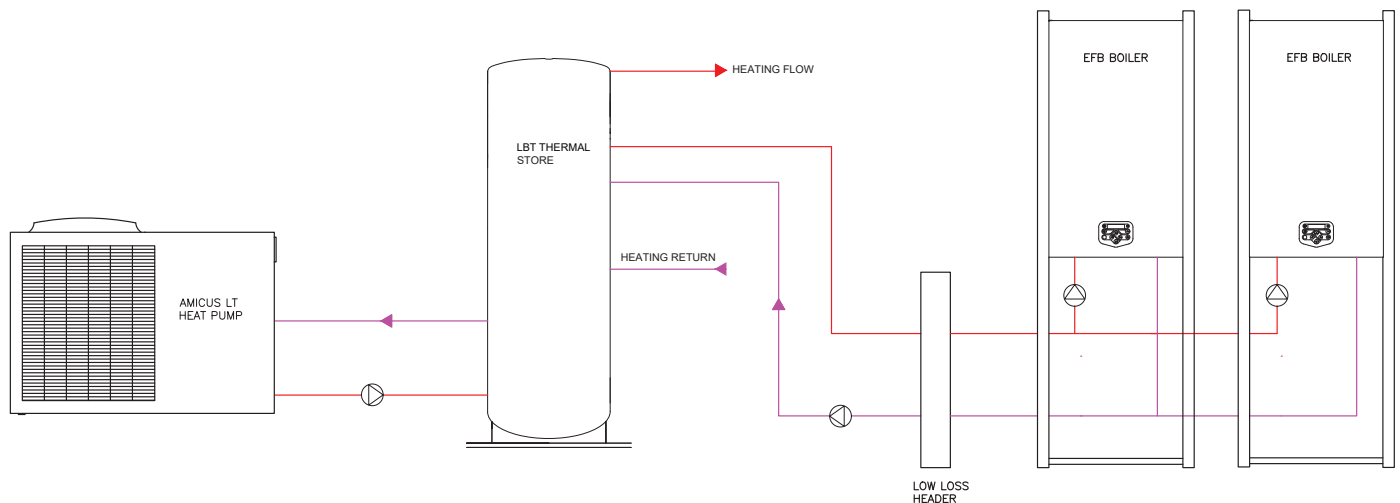 HEATING FLOW
EFB BOILER
EFB BOILER
LBT THERMAL
STORE
HEATING RETURN
AMICUS LT
HEAT PUMP
LOW LOSS
HEADER